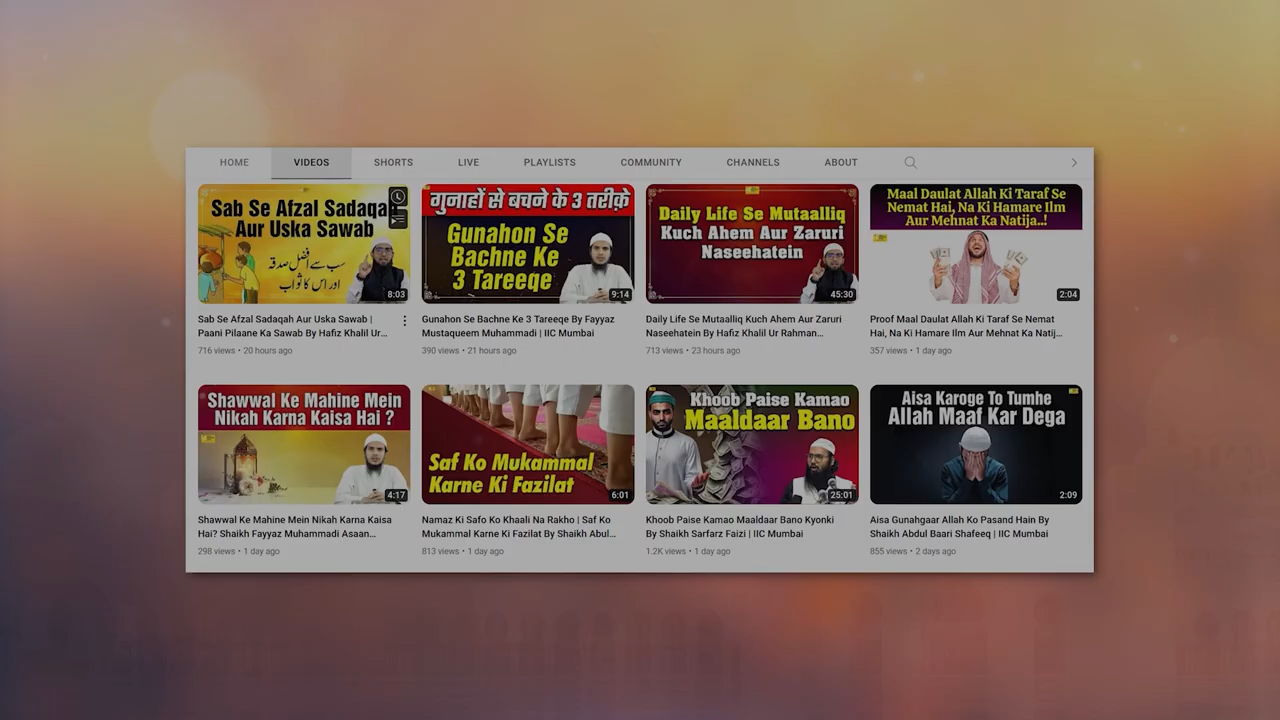 HOME VIDEOS SHORTS LIVE PLAYLISTS COMMUNITY CHANNELS ABOUT
Sab Se Afzal Sadaqah
Aur Uska Sawab
سب سے افضل صدقہ
اور اس کا ثواب
8:03
Sab Se Afzal Sadaqah Aur Uska Sawab |
Paani Pilaane Ka Sawab By Hafiz Khalil Ur...
716 views • 20 hours ago
गुनाहों से बचने के 3 तरीक़े
Gunahon Se
Bachne Ke
3 Tareeqe
9:14
Gunahon Se Bachne Ke 3 Tareeqe By Fayyaz
Mustaqueem Muhammadi | IIC Mumbai
390 views • 21 hours ago
Daily Life Se Mutaalliq
Kuch Ahem Aur Zaruri
Naseehatein
45:30
Daily Life Se Mutaalliq Kuch Ahem Aur Zaruri
Naseehatein By Hafiz Khalil Ur Rahman...
713 views • 23 hours ago
Maal Daulat Allah Ki Taraf Se
Nemat Hai, Na Ki Hamare Ilm
Aur Mehnat Ka Natija..!
2:04
Proof Maal Daulat Allah Ki Taraf Se Nemat
Hai, Na Ki Hamare Ilm Aur Mehnat Ka Natij...
357 views • 1 day ago
Shawwal Ke Mahine Mein
Nikah Karna Kaisa Hai ?
4:17
Shawwal Ke Mahine Mein Nikah Karna Kaisa
Hai? Shaikh Fayyaz Muhammadi Asaan...
298 views • 1 day ago
Saf Ko Mukammal
Karne Ki Fazilat
6:01
Namaz Ki Safo Ko Khaali Na Rakho | Saf Ko
Mukammal Karne Ki Fazilat By Shaikh Abul...
813 views • 1 day ago
Khoob Paise Kamao
Maaldaar Bano
25:01
Khoob Paise Kamao Maaldaar Bano Kyonki
By Shaikh Sarfarz Faizi | IIC Mumbai
1.2K views • 1 day ago
Aisa Karoge To Tumhe
Allah Maaf Kar Dega
2:09
Aisa Gunahgaar Allah Ko Pasand Hain By
Shaikh Abdul Baari Shafeeq | IIC Mumbai
855 views • 2 days ago